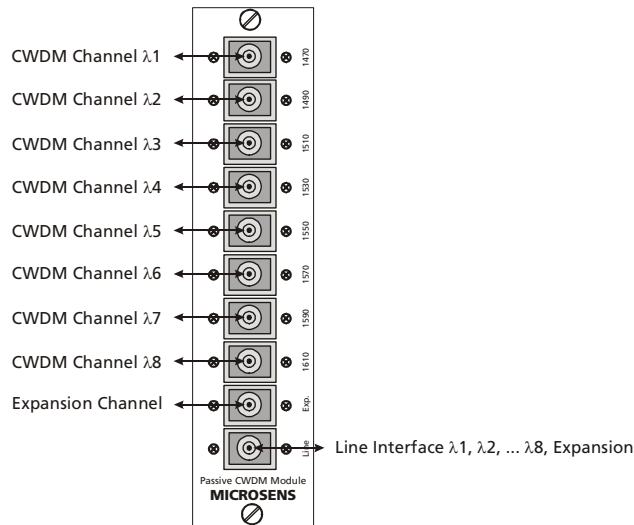 CWDM Channel λ1
1470
CWDM Channel λ2
1490
CWDM Channel λ3
1510
CWDM Channel λ4
1530
CWDM Channel λ5
1550
CWDM Channel λ6
1570
CWDM Channel λ7
1590
CWDM Channel λ8
1610
Expansion Channel
Exp.
Line
Line Interface λ1, λ2, ... λ8, Expansion
Passive CWDM Module
MICROSENS